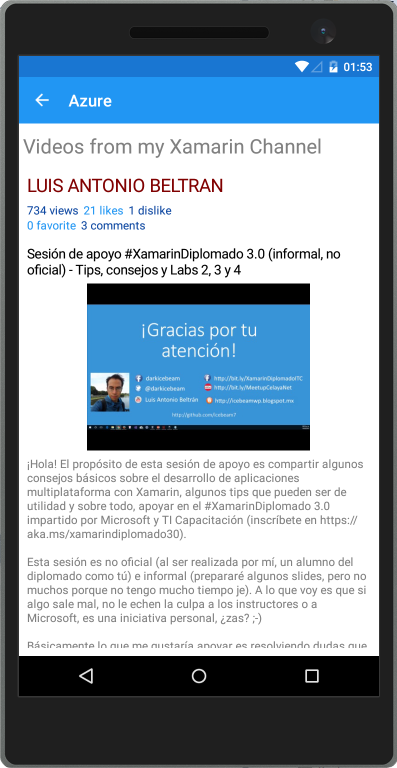 01:53
Azure
Videos from my Xamarin Channel
LUIS ANTONIO BELTRAN
734 views 21 likes 1 dislike
0 favorite 3 comments
Sesión de apoyo #XamarinDiplomado 3.0 (informal, no
oficial) - Tips, consejos y Labs 2, 3 y 4
¡Gracias por tu
atención!
darkicebeam http://bit.ly/XamarinDiplomadoITC
@darkicebeam http://bit.ly/MeetupCelayaNet
Luis Antonio Beltrán http://icebeamwp.blogspot.mx
http://github.com/icebeam7
¡Hola! El propósito de esta sesión de apoyo es compartir algunos
consejos básicos sobre el desarrollo de aplicaciones
multiplataforma con Xamarin, algunos tips que pueden ser de
utilidad y sobre todo, apoyar en el #XamarinDiplomado 3.0
impartido por Microsoft y TI Capacitación (inscríbete en https://
aka.ms/xamarindiplomado30).
Esta sesión es no oficial (al ser realizada por mí, un alumno del
diplomado como tú) e informal (prepararé algunos slides, pero no
muchos porque no tengo mucho tiempo je). A lo que voy es que si
algo sale mal, no le echen la culpa a los instructores o a
Microsoft, es una iniciativa personal, ¿zas? ;-)
Básicamente lo que me gustaría apoyar es resolviendo dudas que